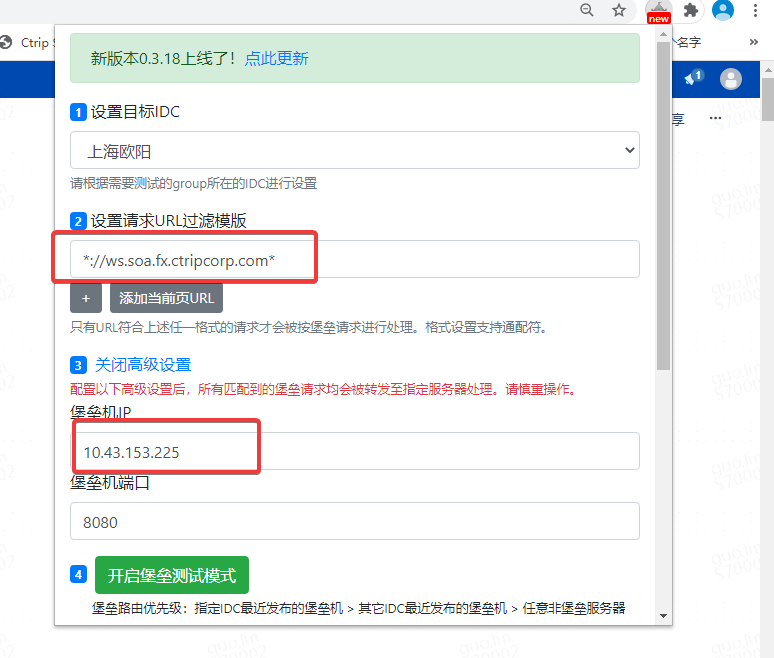 new
Ctrip
个名字
»
新版本0.3.18上线了！点此更新
1
1 设置目标IDC
上海欧阳
享
...
请根据需要测试的group所在的IDC进行设置
2 设置请求URL过滤模版
*://ws.soa.fx.ctripcorp.com*
+ 添加当前页URL
只有URL符合上述任一格式的请求才会被按堡垒请求进行处理。格式设置支持通配符。
3 关闭高级设置
配置以下高级设置后，所有匹配到的堡垒请求均会被转发至指定服务器处理。请慎重操作。
堡垒机IP
10.43.153.225
堡垒机端口
8080
4 开启堡垒测试模式
堡垒路由优先级：指定IDC最近发布的堡垒机 > 其它IDC最近发布的堡垒机 > 任意非堡垒服务器